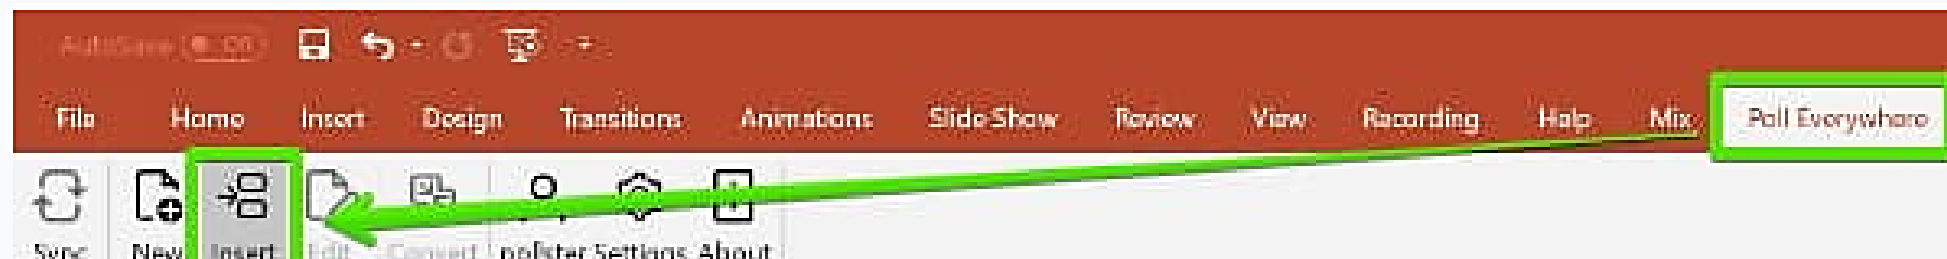 AutoSave Off
File Home Insert Design Transitions Animations Slide Show Review View Recording Help Mix Poll Everywhere
Sync New Insert Edit Convert pollster Settings About